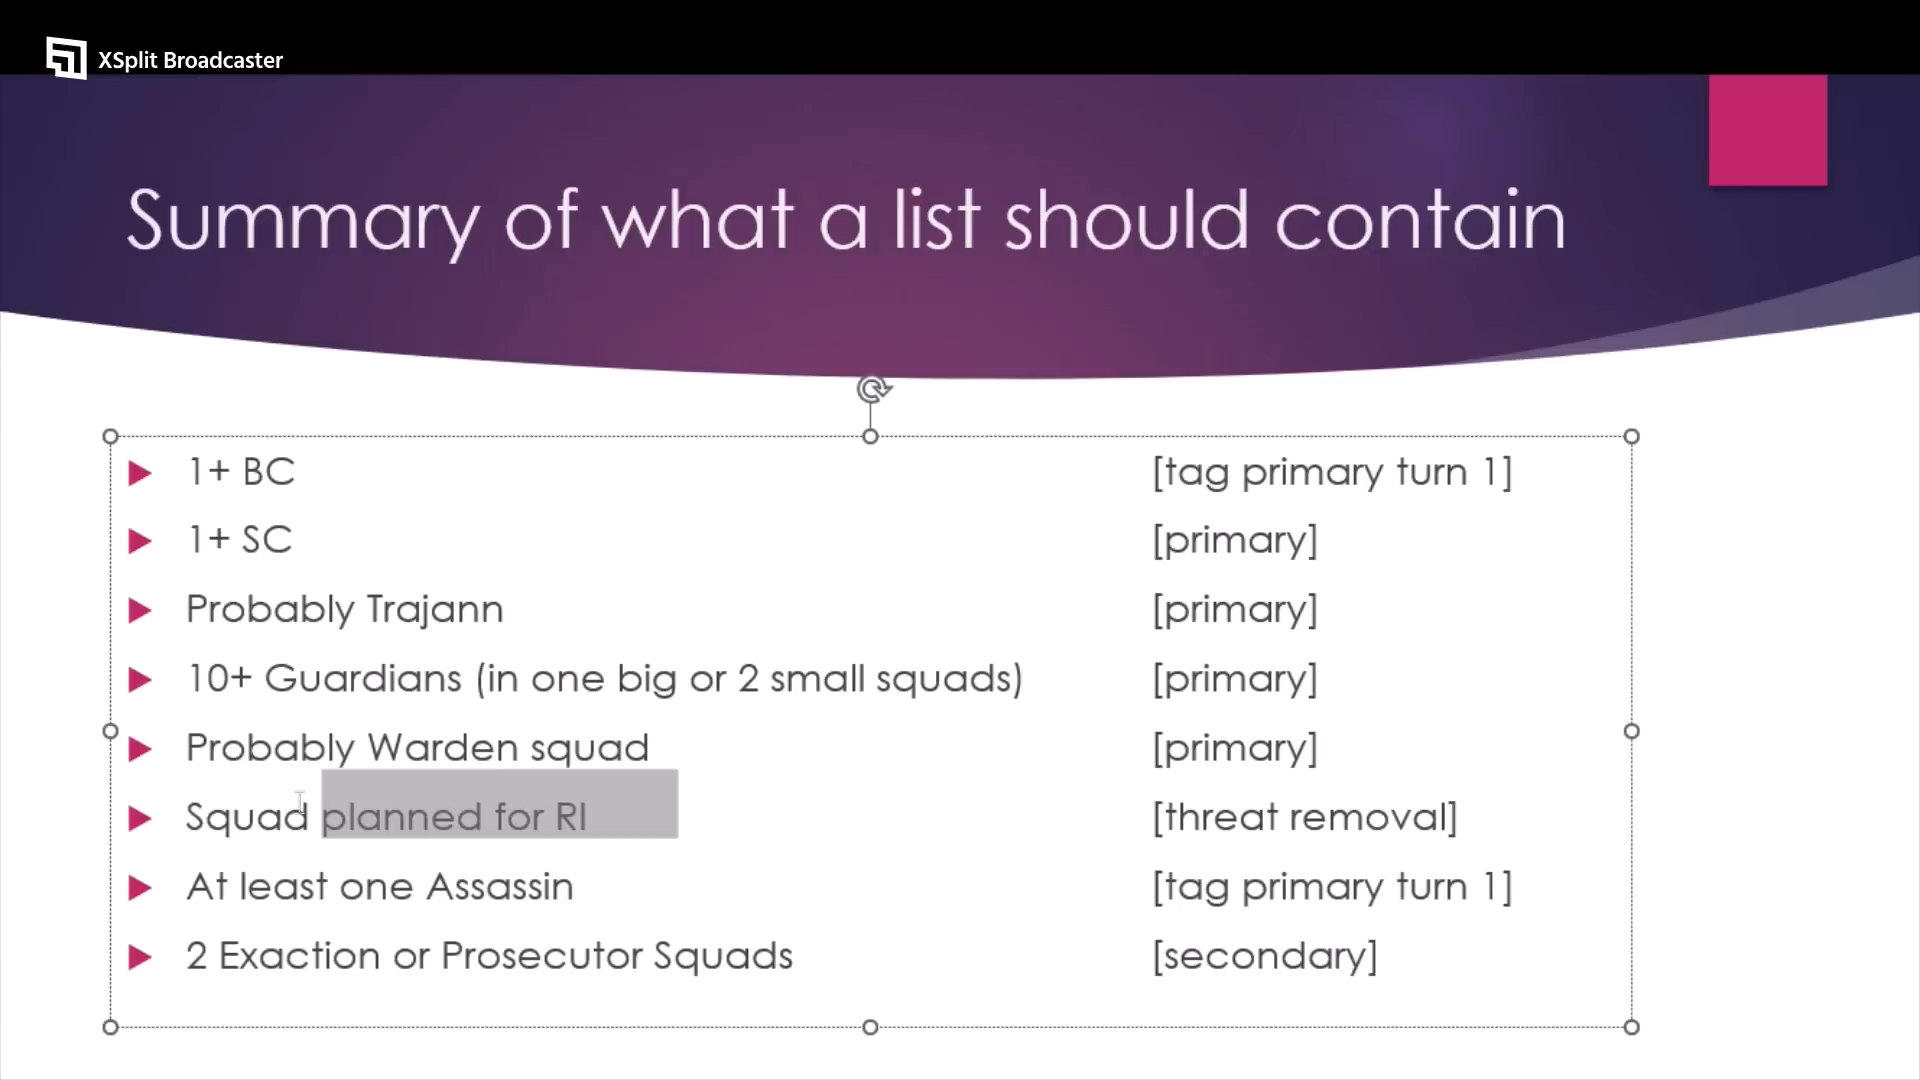 XSplit Broadcaster
Summary of what a list should contain
1+ BC [tag primary turn 1]
1+ SC [primary]
Probably Trajann [primary]
10+ Guardians (in one big or 2 small squads) [primary]
Probably Warden squad [primary]
Squad planned for RI [threat removal]
At least one Assassin [tag primary turn 1]
2 Exaction or Prosecutor Squads [secondary]